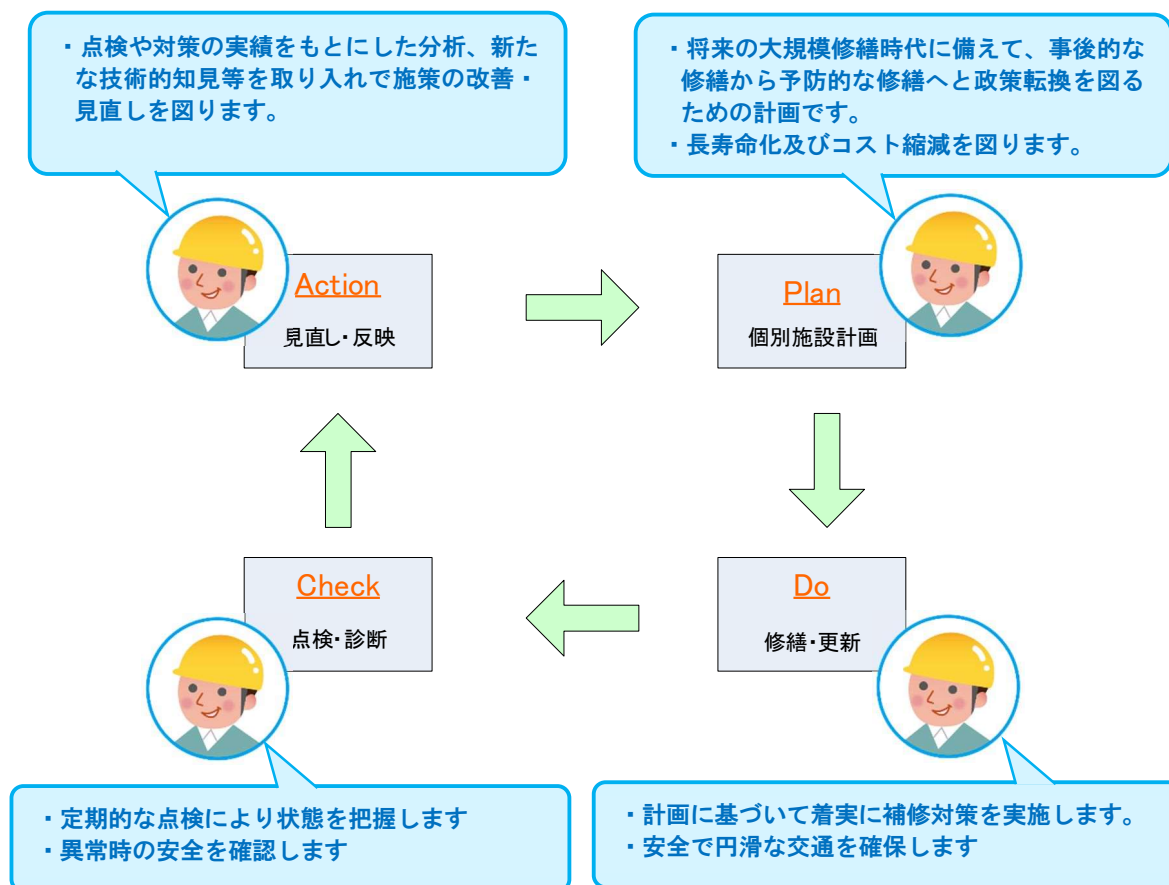 ・点検や対策の実績をもとにした分析、新た
な技術的知見等を取り入れで施策の改善・
見直しを図ります。
・将来の大規模修繕時代に備えて、事後的な
修繕から予防的な修繕へと政策転換を図る
ための計画です。
・長寿命化及びコスト縮減を図ります。
Action
見直し・反映
Plan
個別施設計画
Check
点検・診断
Do
修繕・更新
・定期的な点検により状態を把握します
・異常時の安全を確認します
・計画に基づいて着実に補修対策を実施します。
・安全で円滑な交通を確保します